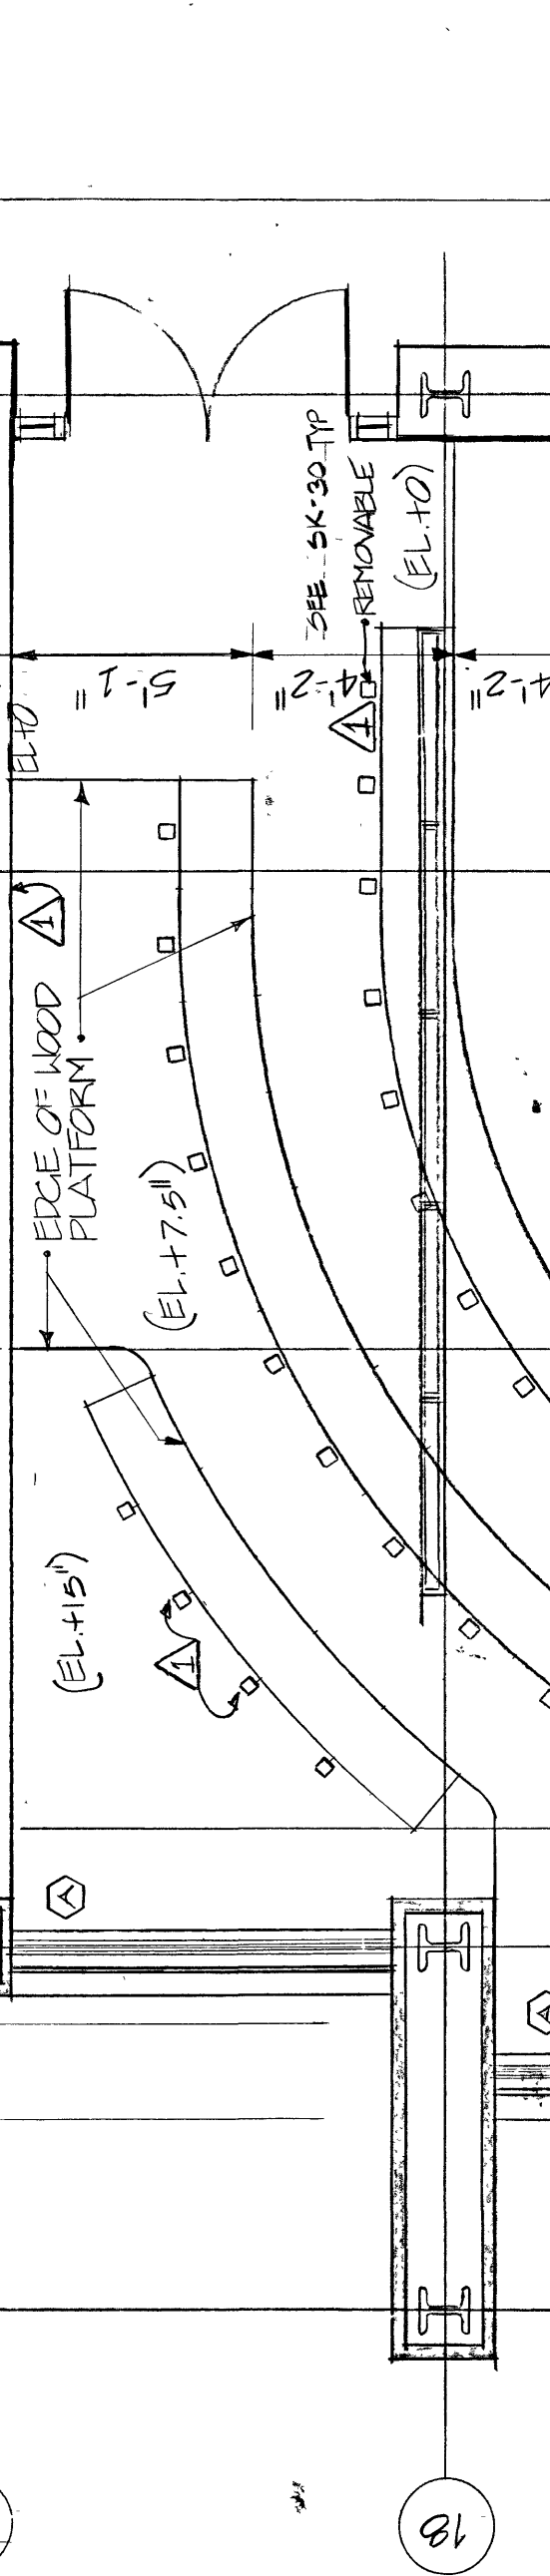 SEE SK-30 TYP
REMOVABLE
(EL.+0)
5'-1"
4'-2"
4'-2"
1
EL+0
1
EDGE OF WOOD
PLATFORM
(EL.+7.5")
(EL.+15")
1
A
A
18